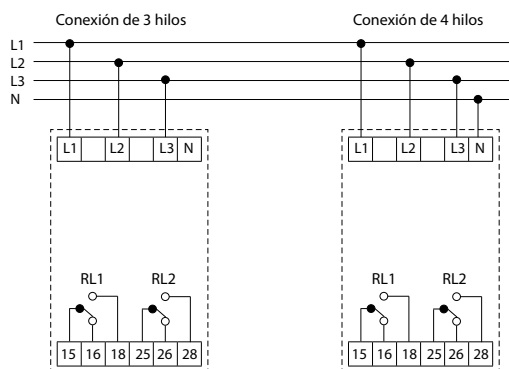 Conexión de 3 hilos Conexión de 4 hilos
L1
L2
L3
N
L1 L2 L3 N L1 L2 L3 N
RL1 RL2 RL1 RL2
15 16 18 25 26 28 15 16 18 25 26 28